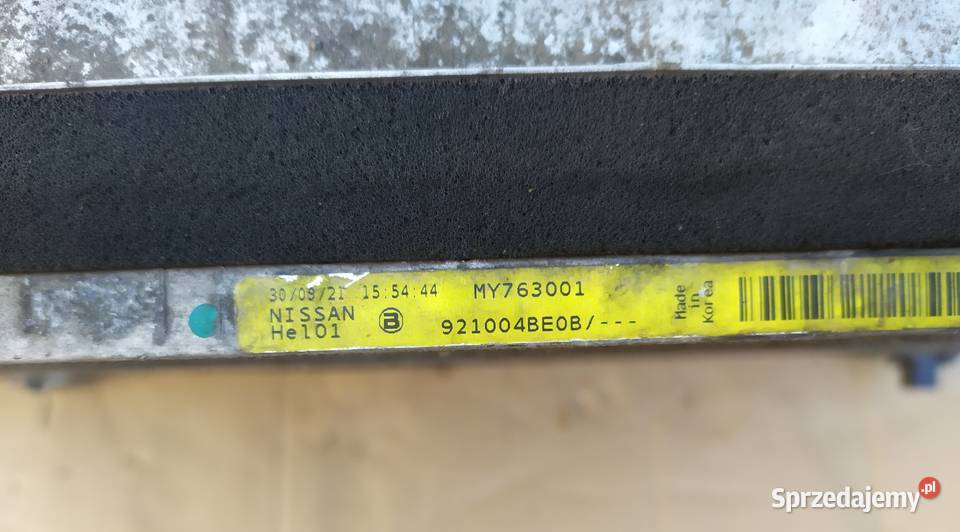 30/09/21 15:54:44 MY763001
NISSAN
Hel01 B 921004BE0B/---
Made
in
Korea
Sprzedajemy.pl